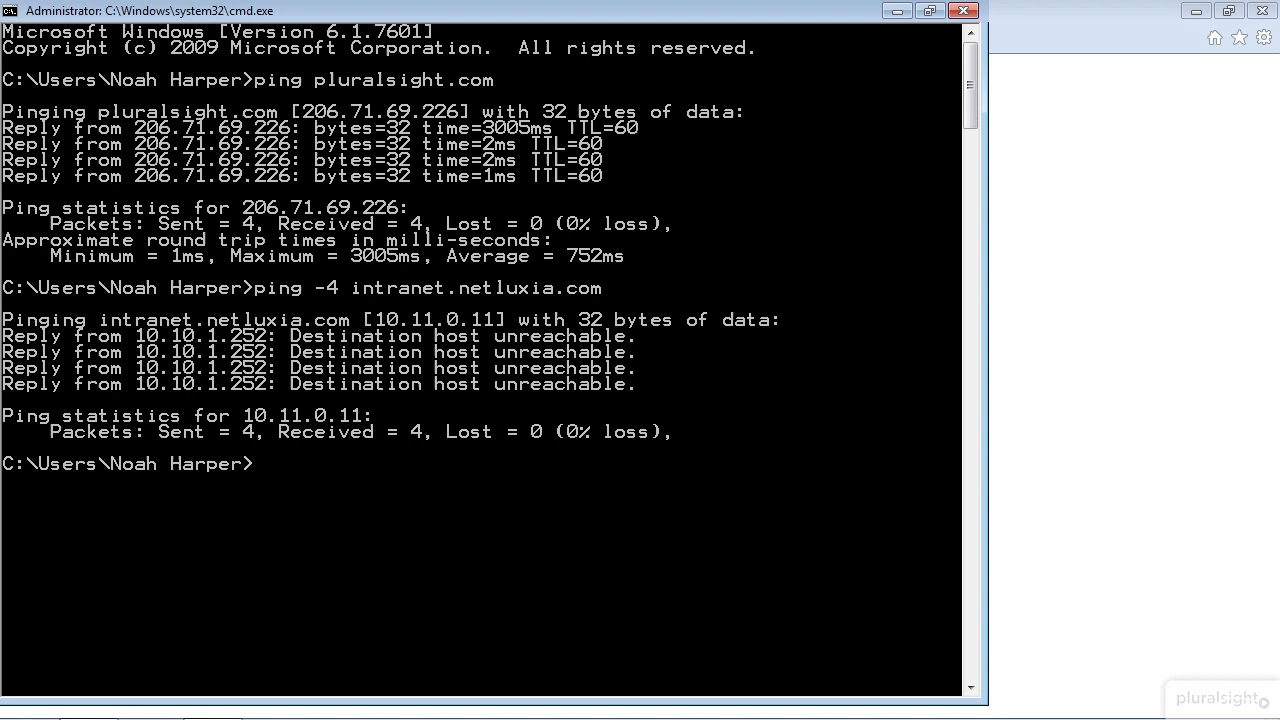 Administrator: C:\Windows\system32\cmd.exe
Microsoft Windows [Version 6.1.7601]
Copyright (c) 2009 Microsoft Corporation.  All rights reserved.
C:\Users\Noah Harper>ping pluralsight.com
Pinging pluralsight.com [206.71.69.226] with 32 bytes of data:
Reply from 206.71.69.226: bytes=32 time=3005ms TTL=60
Reply from 206.71.69.226: bytes=32 time=2ms TTL=60
Reply from 206.71.69.226: bytes=32 time=2ms TTL=60
Reply from 206.71.69.226: bytes=32 time=1ms TTL=60
Ping statistics for 206.71.69.226:
    Packets: Sent = 4, Received = 4, Lost = 0 (0% loss),
Approximate round trip times in milli-seconds:
    Minimum = 1ms, Maximum = 3005ms, Average = 752ms
C:\Users\Noah Harper>ping -4 intranet.netluxia.com
Pinging intranet.netluxia.com [10.11.0.11] with 32 bytes of data:
Reply from 10.10.1.252: Destination host unreachable.
Reply from 10.10.1.252: Destination host unreachable.
Reply from 10.10.1.252: Destination host unreachable.
Reply from 10.10.1.252: Destination host unreachable.
Ping statistics for 10.11.0.11:
    Packets: Sent = 4, Received = 4, Lost = 0 (0% loss),
C:\Users\Noah Harper>
pluralsight